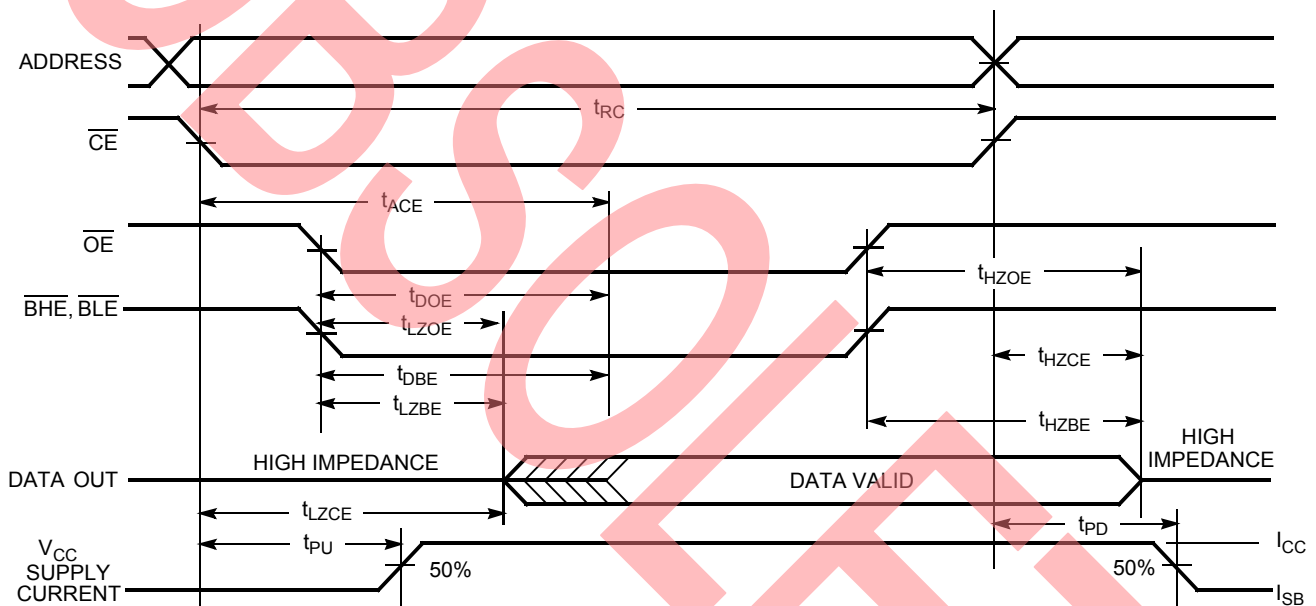 ADDRESS
tRC
CE
tACE
OE
tDOE
tHZOE
BHE, BLE
tLZOE
tHZCE
tDBE
tLZBE
tHZBE
HIGH IMPEDANCE
HIGH
IMPEDANCE
DATA OUT
DATA VALID
tLZCE
tPU
tPD
VCC
SUPPLY
CURRENT
50%
50%
ICC
ISB